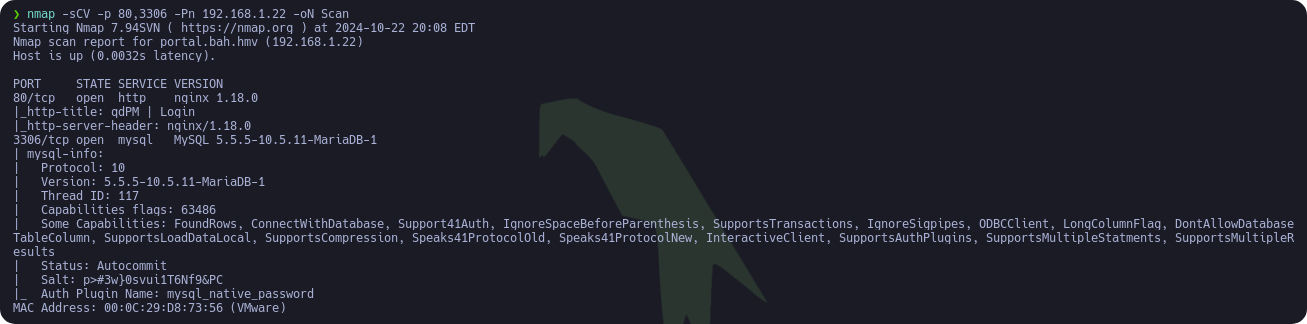 ❯ nmap -sCV -p 80,3306 -Pn 192.168.1.22 -oN Scan
Starting Nmap 7.94SVN ( https://nmap.org ) at 2024-10-22 20:08 EDT
Nmap scan report for portal.bah.hmv (192.168.1.22)
Host is up (0.0032s latency).
PORT     STATE SERVICE VERSION
80/tcp   open  http    nginx 1.18.0
|_http-title: qdPM | Login
|_http-server-header: nginx/1.18.0
3306/tcp open  mysql   MySQL 5.5.5-10.5.11-MariaDB-1
| mysql-info:
|   Protocol: 10
|   Version: 5.5.5-10.5.11-MariaDB-1
|   Thread ID: 117
|   Capabilities flags: 63486
|   Some Capabilities: FoundRows, ConnectWithDatabase, Support41Auth, IgnoreSpaceBeforeParenthesis, SupportsTransactions, IgnoreSigpipes, ODBCClient, LongColumnFlag, DontAllowDatabase
TableColumn, SupportsLoadDataLocal, SupportsCompression, Speaks41ProtocolOld, Speaks41ProtocolNew, InteractiveClient, SupportsAuthPlugins, SupportsMultipleStatments, SupportsMultipleR
esults
|   Status: Autocommit
|   Salt: p>#3w}0svui1T6Nf9&PC
|_  Auth Plugin Name: mysql_native_password
MAC Address: 00:0C:29:D8:73:56 (VMware)